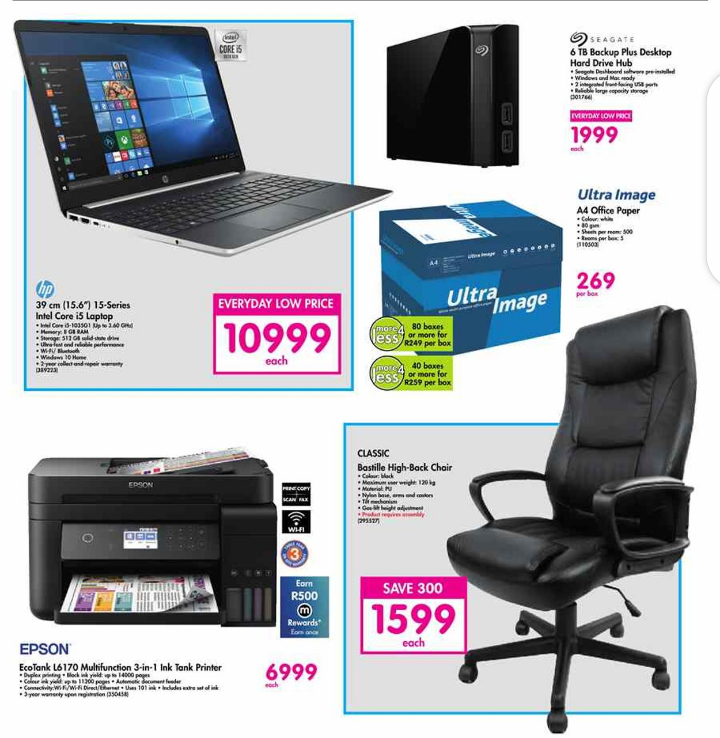 intel
CORE i5
SEAGATE
6 TB Backup Plus Desktop
Hard Drive Hub
• Seagate Dashboard software pre-installed
• Windows and Mac ready
• 2 integrated front-facing USB ports
• Reliable large capacity storage
(301766)
EVERYDAY LOW PRICE
1999
each
Ultra Image
A4 Office Paper
• Colour: white
• 80 gsm
• Sheets per ream: 500
• Reams per box: 5
(110503)
269
per box
A4
Ultra Image
Ultra
Image
more4
less
80 boxes
or more for
R249 per box
more4
less
40 boxes
or more for
R259 per box
hp
39 cm (15.6") 15-Series
Intel Core i5 Laptop
• Intel Core i5-1035G1 (Up to 3.60 GHz)
• Memory: 8 GB RAM
• Storage: 512 GB solid-state drive
• Ultra-fast and reliable performance
• Wi-Fi/ Bluetooth
• Windows 10 Home
• 2-year collect-and-repair warranty
(389223)
EVERYDAY LOW PRICE
10999
each
EPSON
PRINT COPY
SCAN FAX
WI-FI
3
Earn
R500
m
Rewards*
Earn once
EPSON
EcoTank L6170 Multifunction 3-in-1 Ink Tank Printer
• Duplex printing • Black ink yield: up to 14000 pages
• Colour ink yield: up to 11200 pages • Automatic document feeder
• Connectivity:Wi-Fi/Wi-Fi Direct/Ethernet • Uses 101 ink • Includes extra set of ink
• 3-year warranty upon registration (350458)
6999
each
CLASSIC
Bastille High-Back Chair
• Colour: black
• Maximum user weight: 120 kg
• Material: PU
• Nylon base, arms and castors
• Tilt mechanism
• Gas-lift height adjustment
• Product requires assembly
(295527)
SAVE 300
1599
each